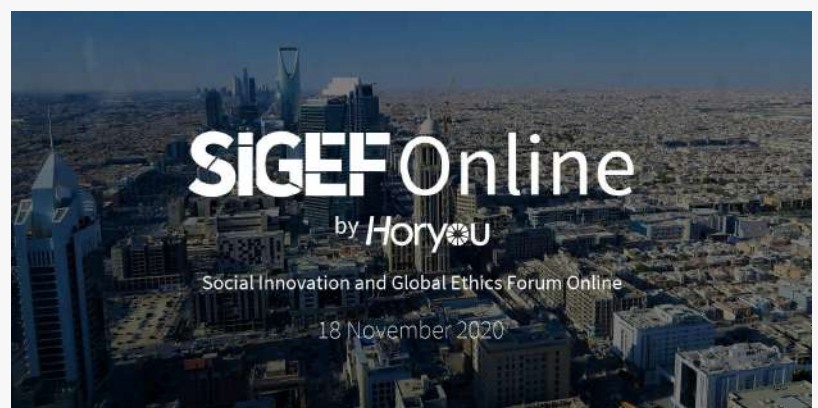 SiGEF Online
by Horyou
Social Innovation and Global Ethics Forum Online
18 November 2020